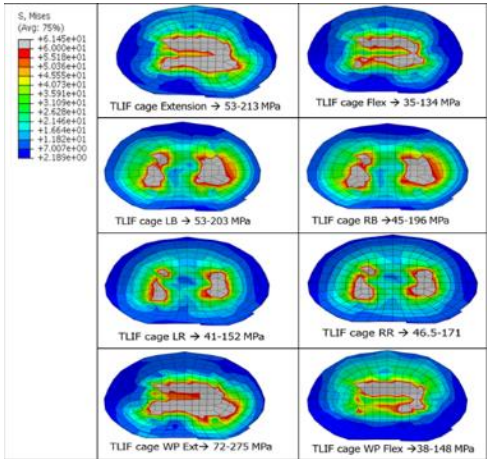 S, Mises
(Avg: 75%)
+6.145e+01
+6.000e+01
+5.518e+01
+5.036e+01
+4.555e+01
+4.073e+01
+3.591e+01
+3.109e+01
+2.628e+01
+2.146e+01
+1.664e+01
+1.182e+01
+7.007e+00
+2.189e+00
TLIF cage Extension → 53-213 MPa
TLIF cage Flex → 35-134 MPa
TLIF cage LB → 53-203 MPa
TLIF cage RB →45-196 MPa
TLIF cage LR → 41-152 MPa
TLIF cage RR → 46.5-171
TLIF cage WP Ext→ 72-275 MPa
TLIF cage WP Flex →38-148 MPa